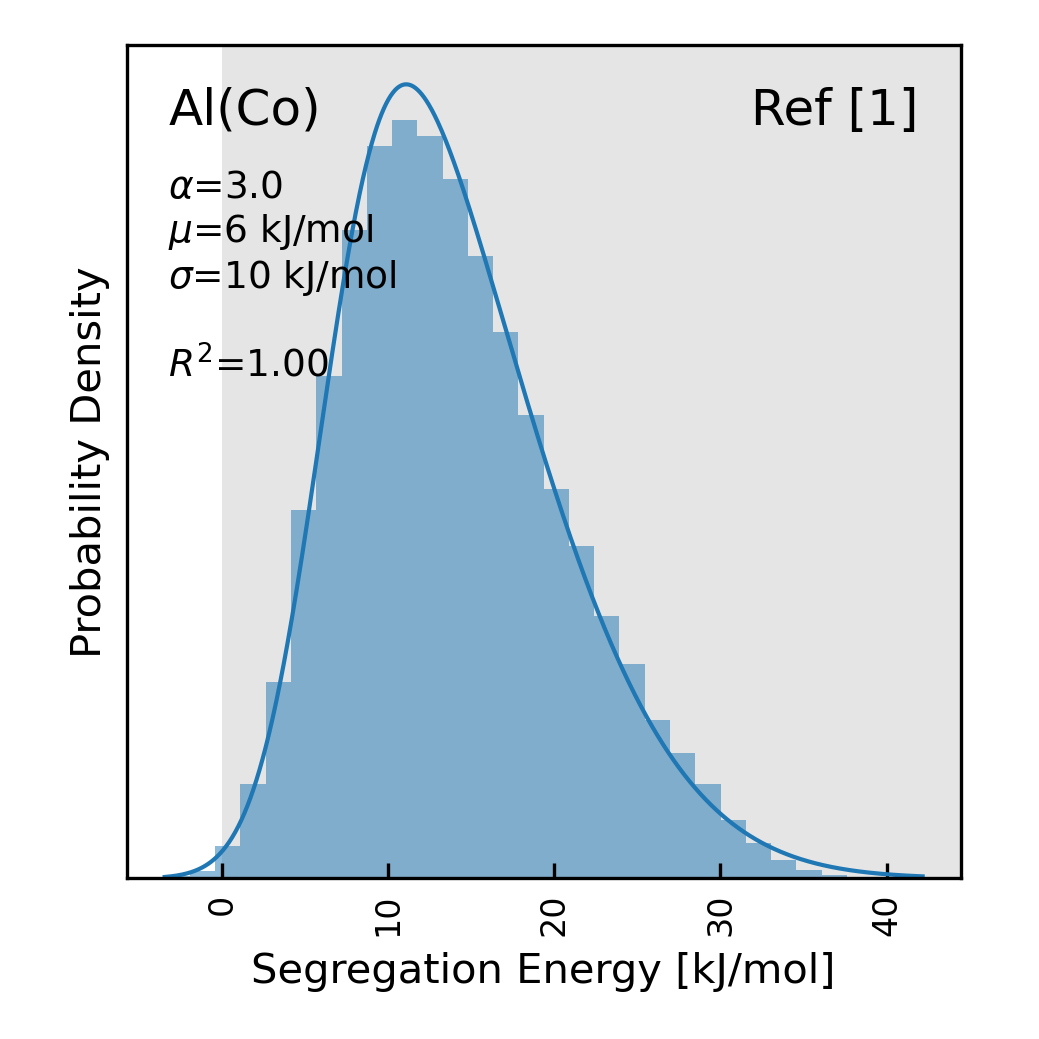 Al(Co)
Ref [1]
α=3.0
μ=6 kJ/mol
σ=10 kJ/mol
R²=1.00
Probability Density
0
10
20
30
40
Segregation Energy [kJ/mol]